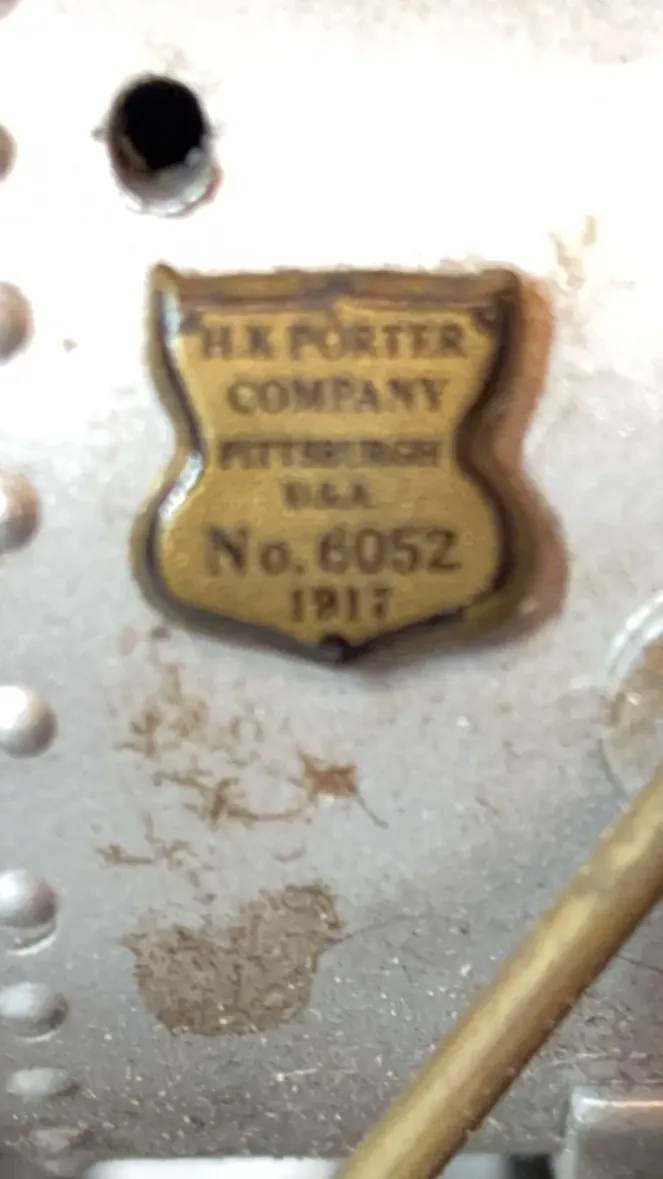 H.K PORTER
COMPANY
PITTSBURGH
U.S.A.
No. 6052
1917